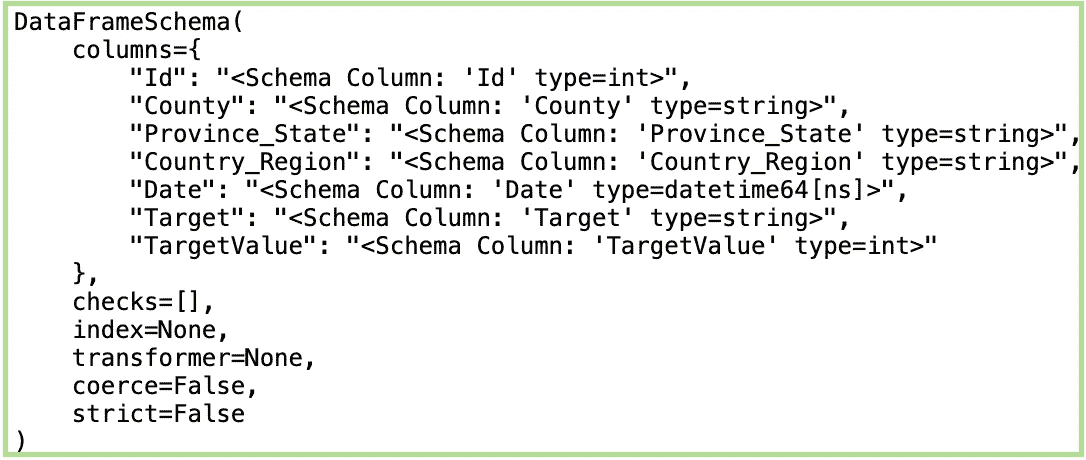 DataFrameSchema(
    columns={
        "Id": "<Schema Column: 'Id' type=int>",
        "County": "<Schema Column: 'County' type=string>",
        "Province_State": "<Schema Column: 'Province_State' type=string>",
        "Country_Region": "<Schema Column: 'Country_Region' type=string>",
        "Date": "<Schema Column: 'Date' type=datetime64[ns]>",
        "Target": "<Schema Column: 'Target' type=string>",
        "TargetValue": "<Schema Column: 'TargetValue' type=int>"
    },
    checks=[],
    index=None,
    transformer=None,
    coerce=False,
    strict=False
)